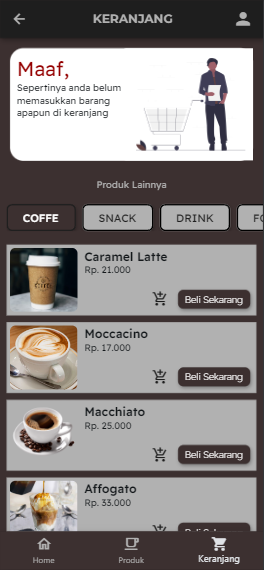 KERANJANG
Maaf,
Sepertinya anda belum
memasukkan barang
apapun di keranjang
Produk Lainnya
COFFE
SNACK
DRINK
Caramel Latte
Rp. 21.000
Beli Sekarang
Moccacino
Rp. 17.000
Beli Sekarang
Macchiato
Rp. 25.000
Beli Sekarang
Affogato
Rp. 33.000
Beli Sekarang
Home
Produk
Keranjang